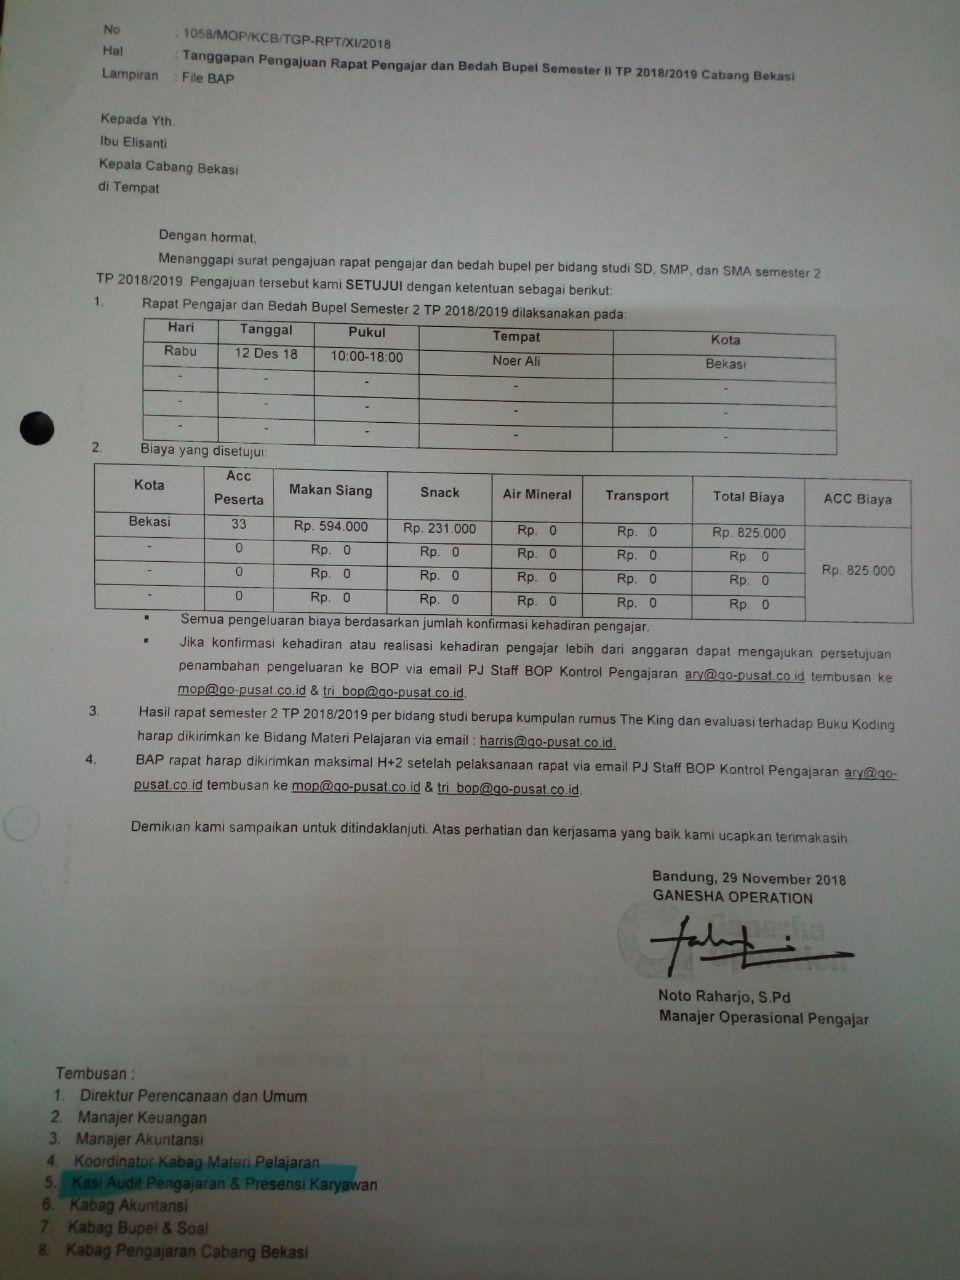 No : 1058/MOP/KCB/TGP-RPT/XI/2018
Hal : Tanggapan Pengajuan Rapat Pengajar dan Bedah Bupel Semester II TP 2018/2019 Cabang Bekasi
Lampiran : File BAP
Kepada Yth.
Ibu Elisanti
Kepala Cabang Bekasi
di Tempat
Dengan hormat,
Menanggapi surat pengajuan rapat pengajar dan bedah bupel per bidang studi SD, SMP, dan SMA semester 2
TP 2018/2019. Pengajuan tersebut kami SETUJUI dengan ketentuan sebagai berikut:
1. Rapat Pengajar dan Bedah Bupel Semester 2 TP 2018/2019 dilaksanakan pada:
Hari Tanggal Pukul Tempat Kota
Rabu 12 Des 18 10:00-18:00 Noer Ali Bekasi
- - - - -
- - - - -
- - - - -
2. Biaya yang disetujui:
Kota Acc Peserta Makan Siang Snack Air Mineral Transport Total Biaya ACC Biaya
Bekasi 33 Rp. 594.000 Rp. 231.000 Rp. 0 Rp. 0 Rp. 825.000 Rp. 825.000
- 0 Rp. 0 Rp. 0 Rp. 0 Rp. 0 Rp. 0
- 0 Rp. 0 Rp. 0 Rp. 0 Rp. 0 Rp. 0
- 0 Rp. 0 Rp. 0 Rp. 0 Rp. 0 Rp. 0
▪ Semua pengeluaran biaya berdasarkan jumlah konfirmasi kehadiran pengajar.
▪ Jika konfirmasi kehadiran atau realisasi kehadiran pengajar lebih dari anggaran dapat mengajukan persetujuan
penambahan pengeluaran ke BOP via email PJ Staff BOP Kontrol Pengajaran ary@go-pusat.co.id tembusan ke
mop@go-pusat.co.id & tri_bop@go-pusat.co.id.
3. Hasil rapat semester 2 TP 2018/2019 per bidang studi berupa kumpulan rumus The King dan evaluasi terhadap Buku Koding
harap dikirimkan ke Bidang Materi Pelajaran via email : harris@go-pusat.co.id.
4. BAP rapat harap dikirimkan maksimal H+2 setelah pelaksanaan rapat via email PJ Staff BOP Kontrol Pengajaran ary@go-
pusat.co.id tembusan ke mop@go-pusat.co.id & tri_bop@go-pusat.co.id.
Demikian kami sampaikan untuk ditindaklanjuti. Atas perhatian dan kerjasama yang baik kami ucapkan terimakasih.
Bandung, 29 November 2018
GANESHA OPERATION
Noto Raharjo, S.Pd
Manajer Operasional Pengajar
Tembusan :
1. Direktur Perencanaan dan Umum
2. Manajer Keuangan
3. Manajer Akuntansi
4. Koordinator Kabag Materi Pelajaran
5. Kasi Audit Pengajaran & Presensi Karyawan
6. Kabag Akuntansi
7. Kabag Bupel & Soal
8. Kabag Pengajaran Cabang Bekasi